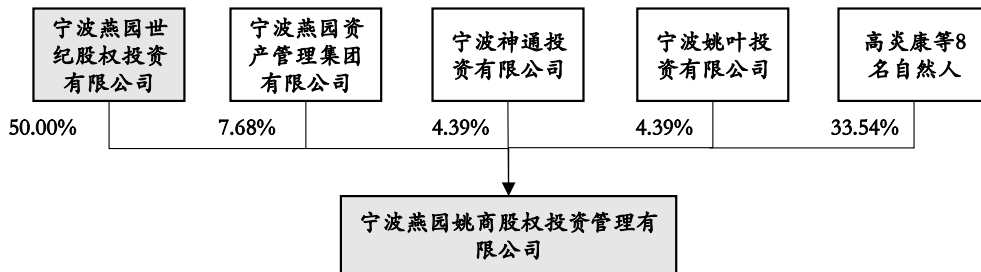 宁波燕园世
纪股权投资
有限公司
宁波燕园资
产管理集团
有限公司
宁波神通投
资有限公司
宁波姚叶投
资有限公司
高炎康等8
名自然人
50.00%
7.68%
4.39%
4.39%
33.54%
宁波燕园姚商股权投资管理有
限公司